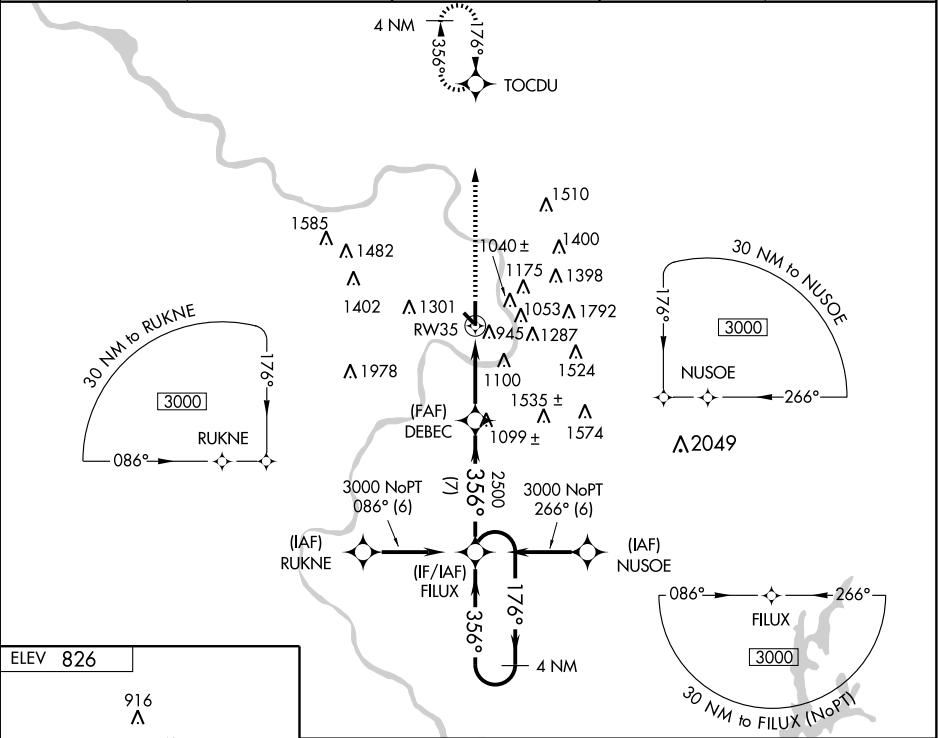 4 NM
356°
176°
TOCDU
1510
1585
1482
1040 ±
1400
1175
1398
30 NM to NUSOE
1402
1301
1053
1792
RW35
945
1287
176°
3000
30 NM to RUKNE
176°
1978
1100
1524
NUSOE
3000
(FAF)
DEBEC
1535 ±
266°
1099 ±
1574
RUKNE
2049
086°
356°
2500
(7)
3000 NoPT
086° (6)
3000 NoPT
266° (6)
(IAF)
RUKNE
(IF/IAF)
FILUX
(IAF)
NUSOE
356°
176°
086°
266°
FILUX
4 NM
3000
30 NM to FILUX (NoPT)
ELEV 826
916